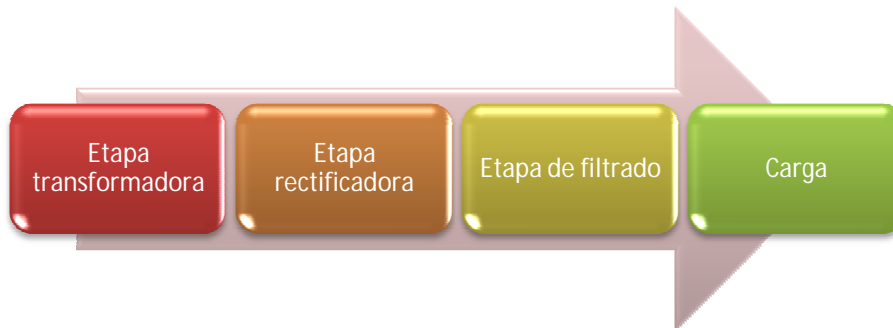 Etapa
transformadora
Etapa
rectificadora
Etapa de filtrado
Carga